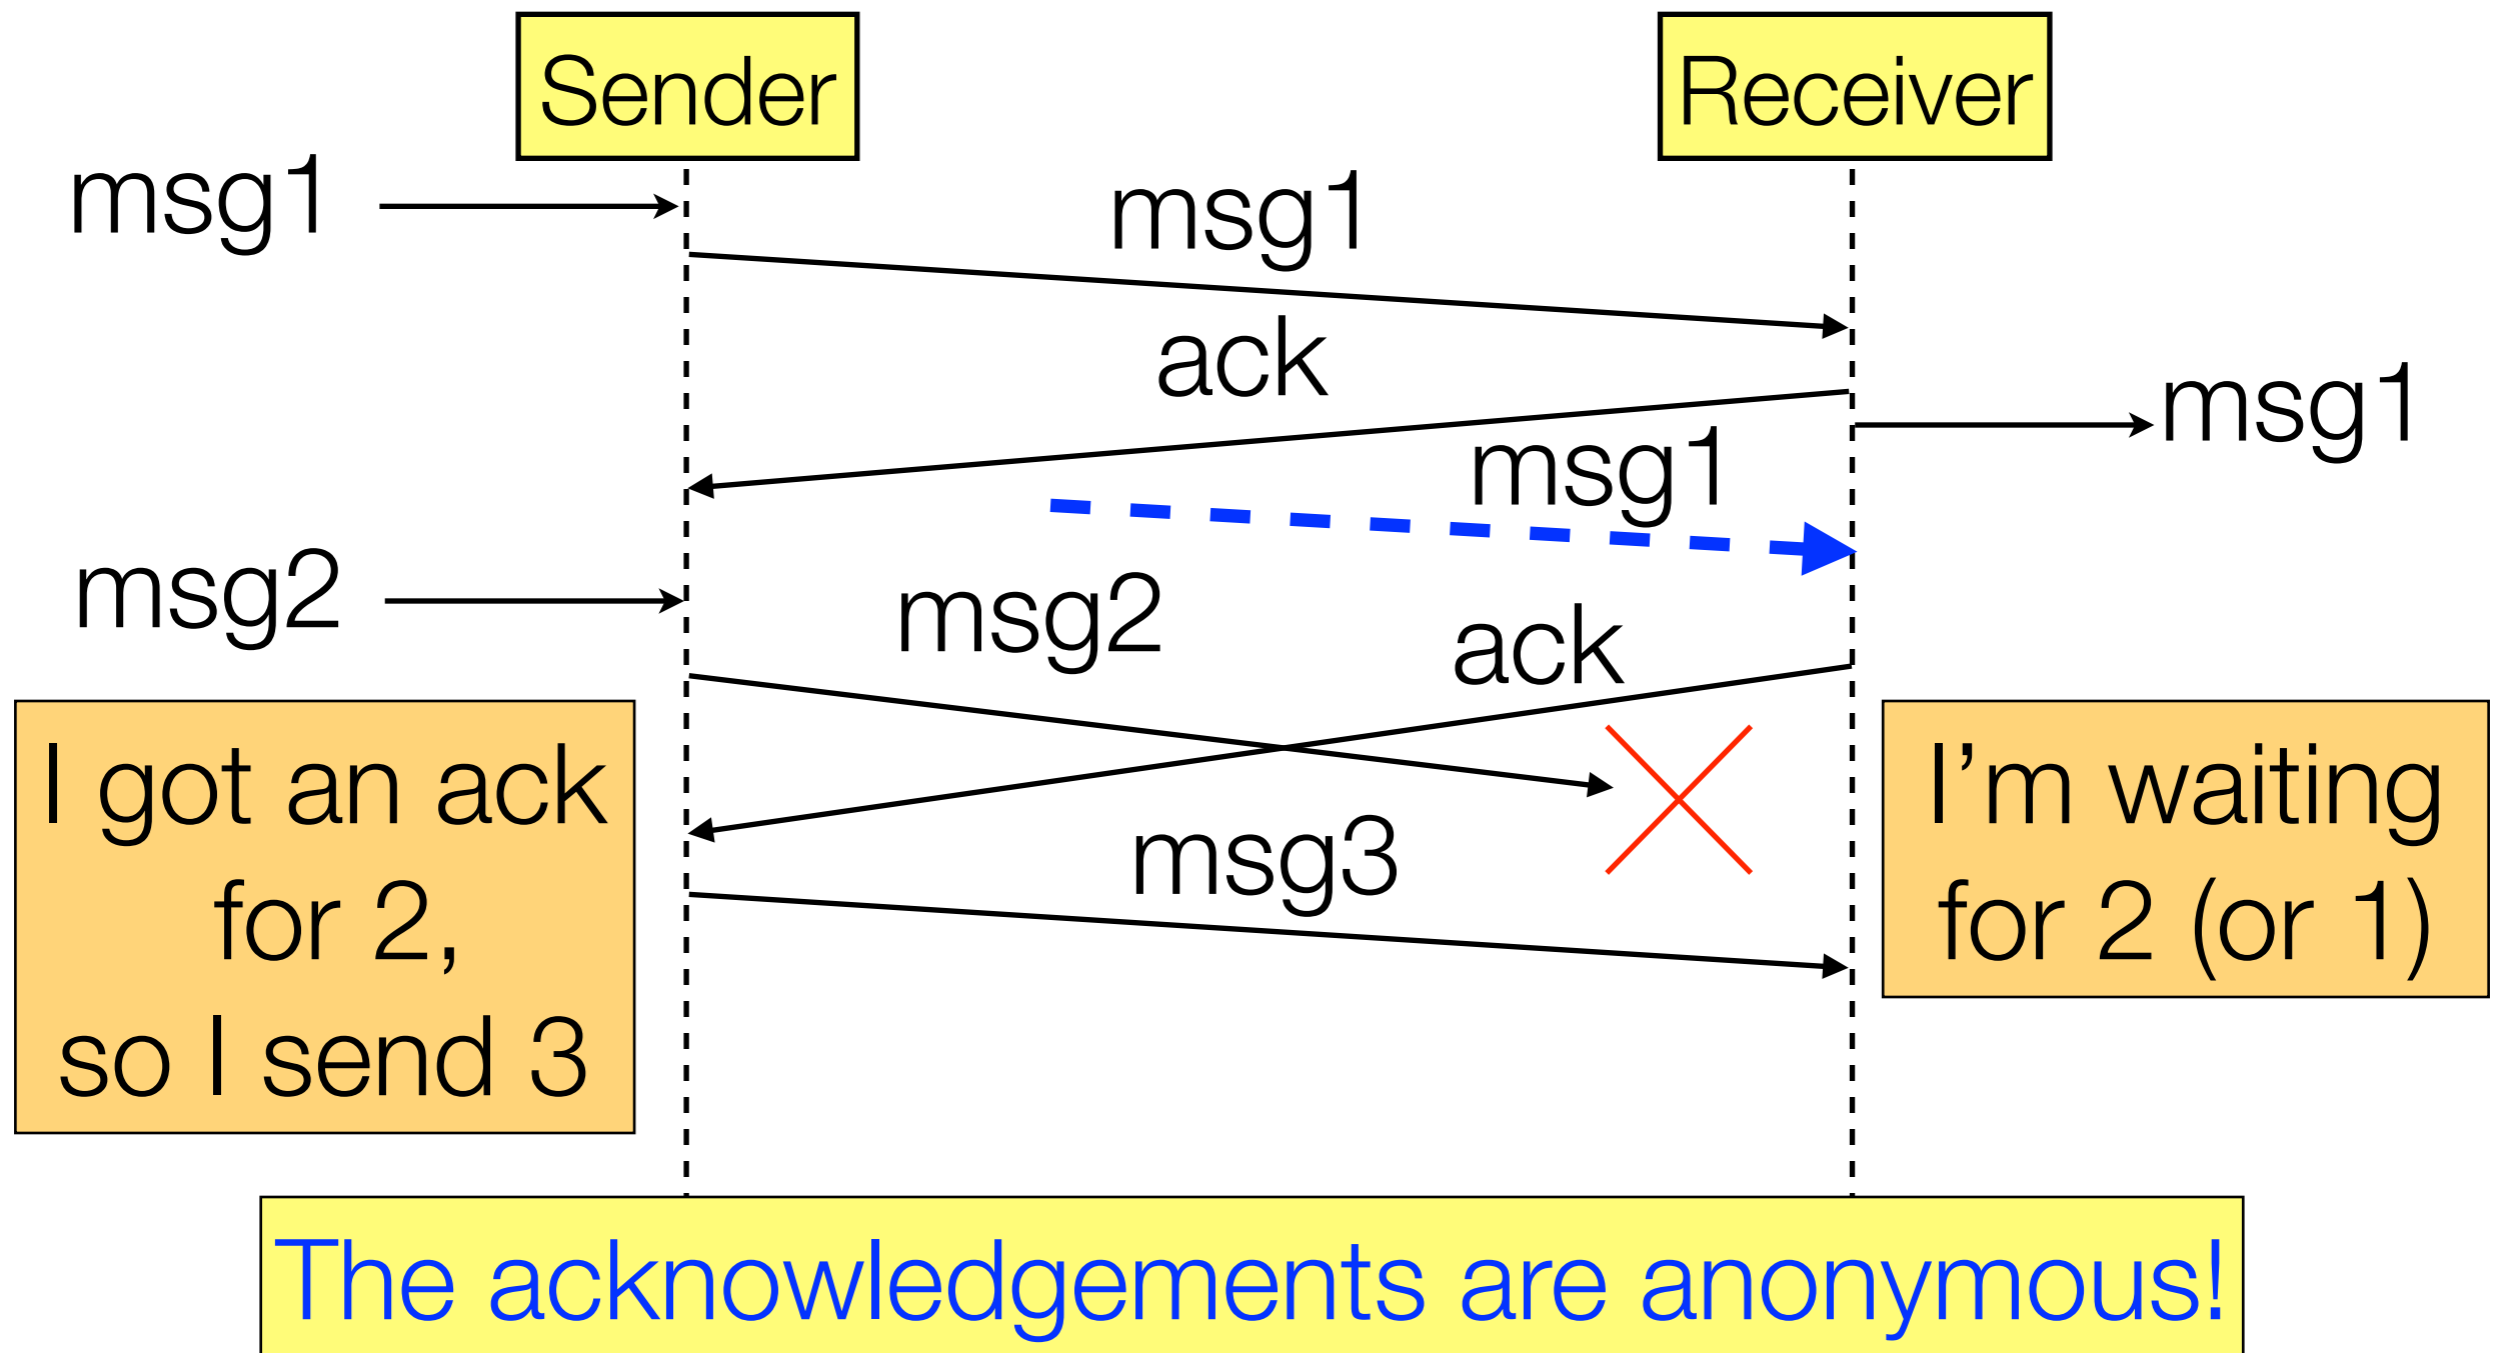 Sender
Receiver
msg1
msg1
ack
msg1
msg1
msg2
msg2
ack
I got an ack
for 2,
so I send 3
I’m waiting
for 2 (or 1)
msg3
The acknowledgements are anonymous!